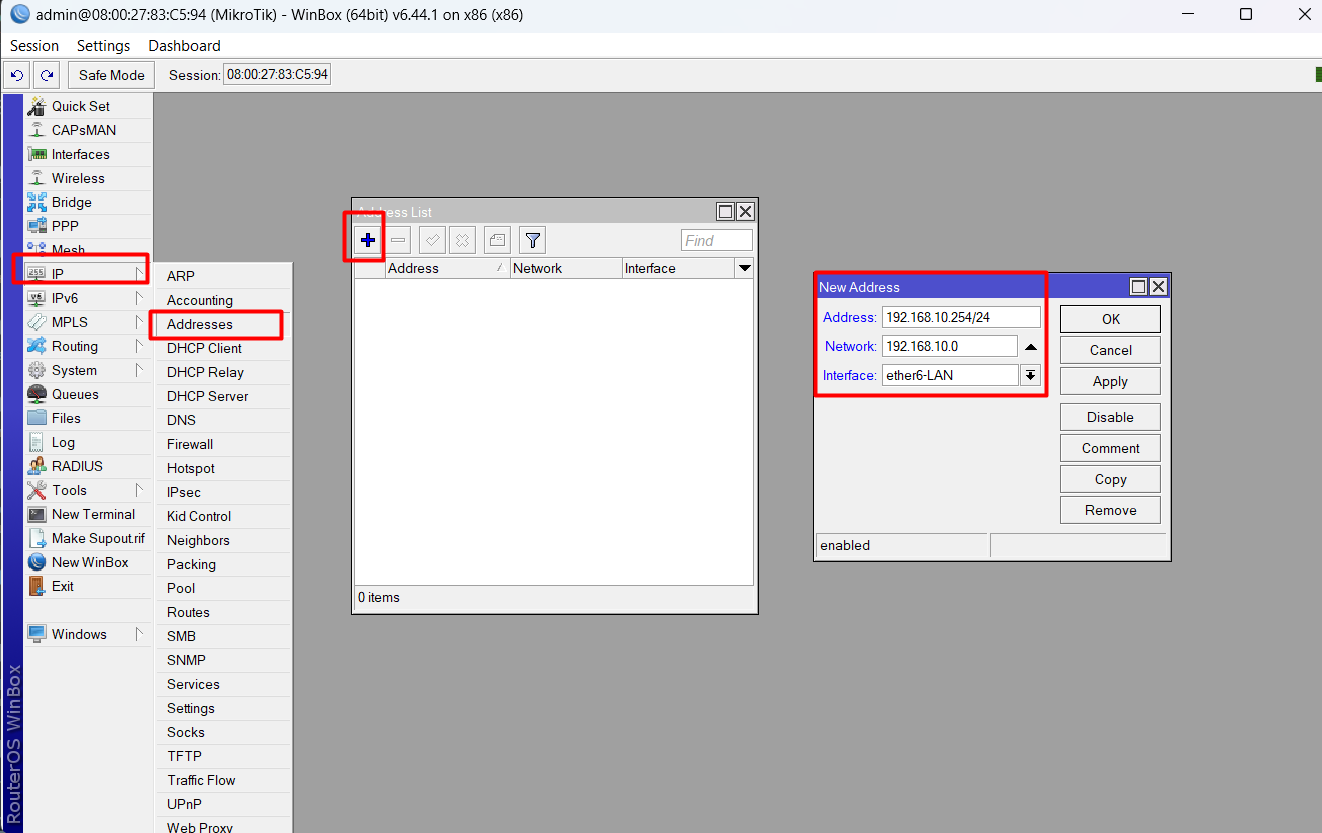 admin@08:00:27:83:C5:94 (MikroTik) - WinBox (64bit) v6.44.1 on x86 (x86)
Session Settings Dashboard
Safe Mode Session: 08:00:27:83:C5:94
Quick Set
CAPsMAN
Interfaces
Wireless
Bridge
PPP
Mesh
IP
IPv6
MPLS
Routing
System
Queues
Files
Log
RADIUS
Tools
New Terminal
Make Supout.rif
New WinBox
Exit
Windows
RouterOS WinBox
ARP
Accounting
Addresses
DHCP Client
DHCP Relay
DHCP Server
DNS
Firewall
Hotspot
IPsec
Kid Control
Neighbors
Packing
Pool
Routes
SMB
SNMP
Services
Settings
Socks
TFTP
Traffic Flow
UPnP
Web Proxy
Address List
Find
Address Network Interface
0 items
New Address
Address: 192.168.10.254/24
Network: 192.168.10.0
Interface: ether6-LAN
OK
Cancel
Apply
Disable
Comment
Copy
Remove
enabled